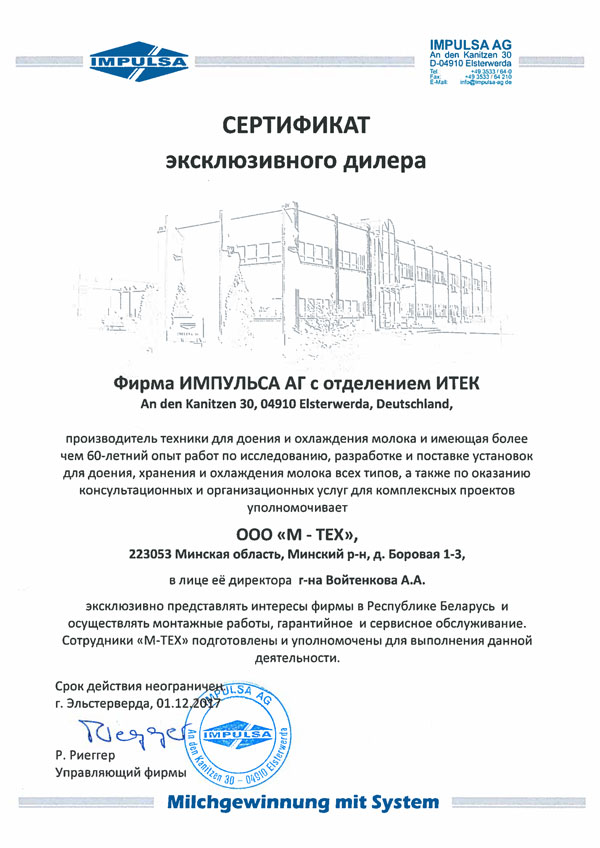 IMPULSA
IMPULSA AG
An den Kanitzen 30
D-04910 Elsterwerda
Tel: +49 3533 / 64-0
Fax: +49 3533 / 64 210
E-Mail: info@impulsa-ag.de
СЕРТИФИКАТ
эксклюзивного дилера
Фирма ИМПУЛЬСА АГ с отделением ИТЕК
An den Kanitzen 30, 04910 Elsterwerda, Deutschland,
производитель техники для доения и охлаждения молока и имеющая более
чем 60-летний опыт работ по исследованию, разработке и поставке установок
для доения, хранения и охлаждения молока всех типов, а также по оказанию
консультационных и организационных услуг для комплексных проектов
уполномочивает
ООО «М - ТЕХ»,
223053 Минская область, Минский р-н, д. Боровая 1-3,
в лице её директора г-на Войтенкова А.А.
эксклюзивно представлять интересы фирмы в Республике Беларусь и
осуществлять монтажные работы, гарантийное и сервисное обслуживание.
Сотрудники «М-ТЕХ» подготовлены и уполномочены для выполнения данной
деятельности.
Срок действия неограничен
г. Эльстерверда, 01.12.2017
Riegger
IMPULSA AG
IMPULSA
An den Kanitzen 30 - 04910 Elsterwerda
Р. Риеггер
Управляющий фирмы
Milchgewinnung mit System